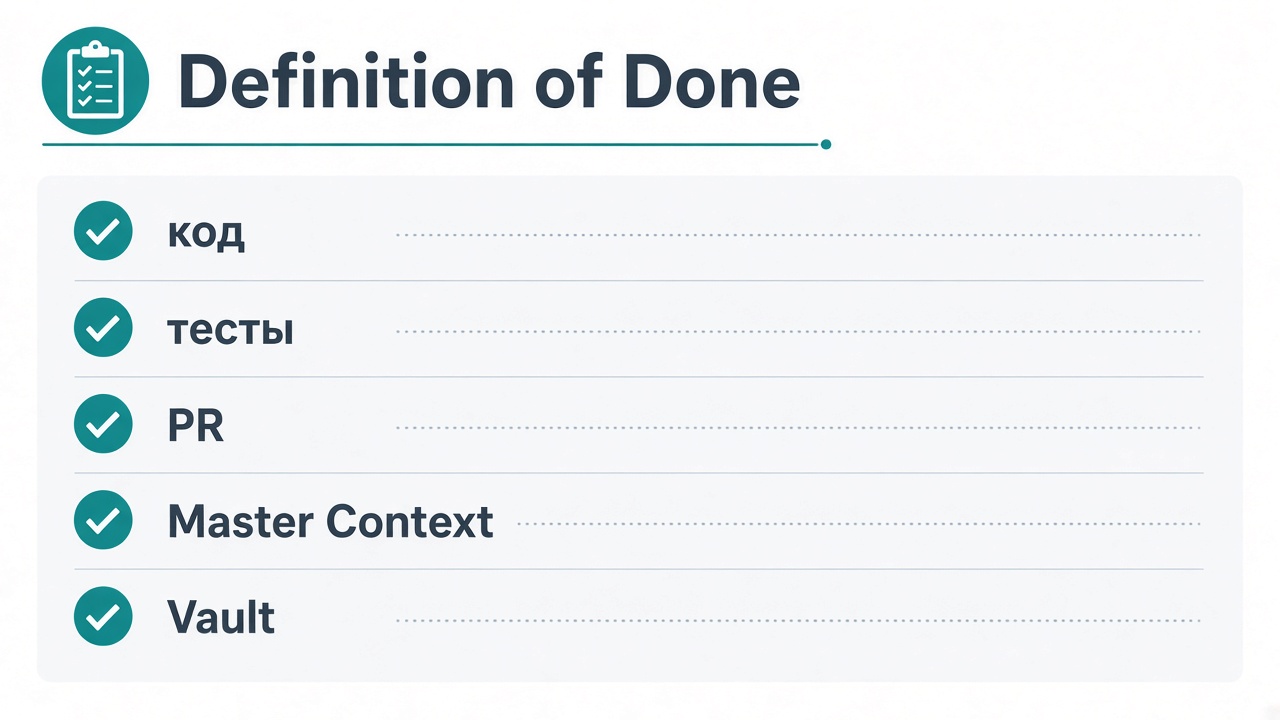 Definition of Done
код
тесты
PR
Master Context
Vault